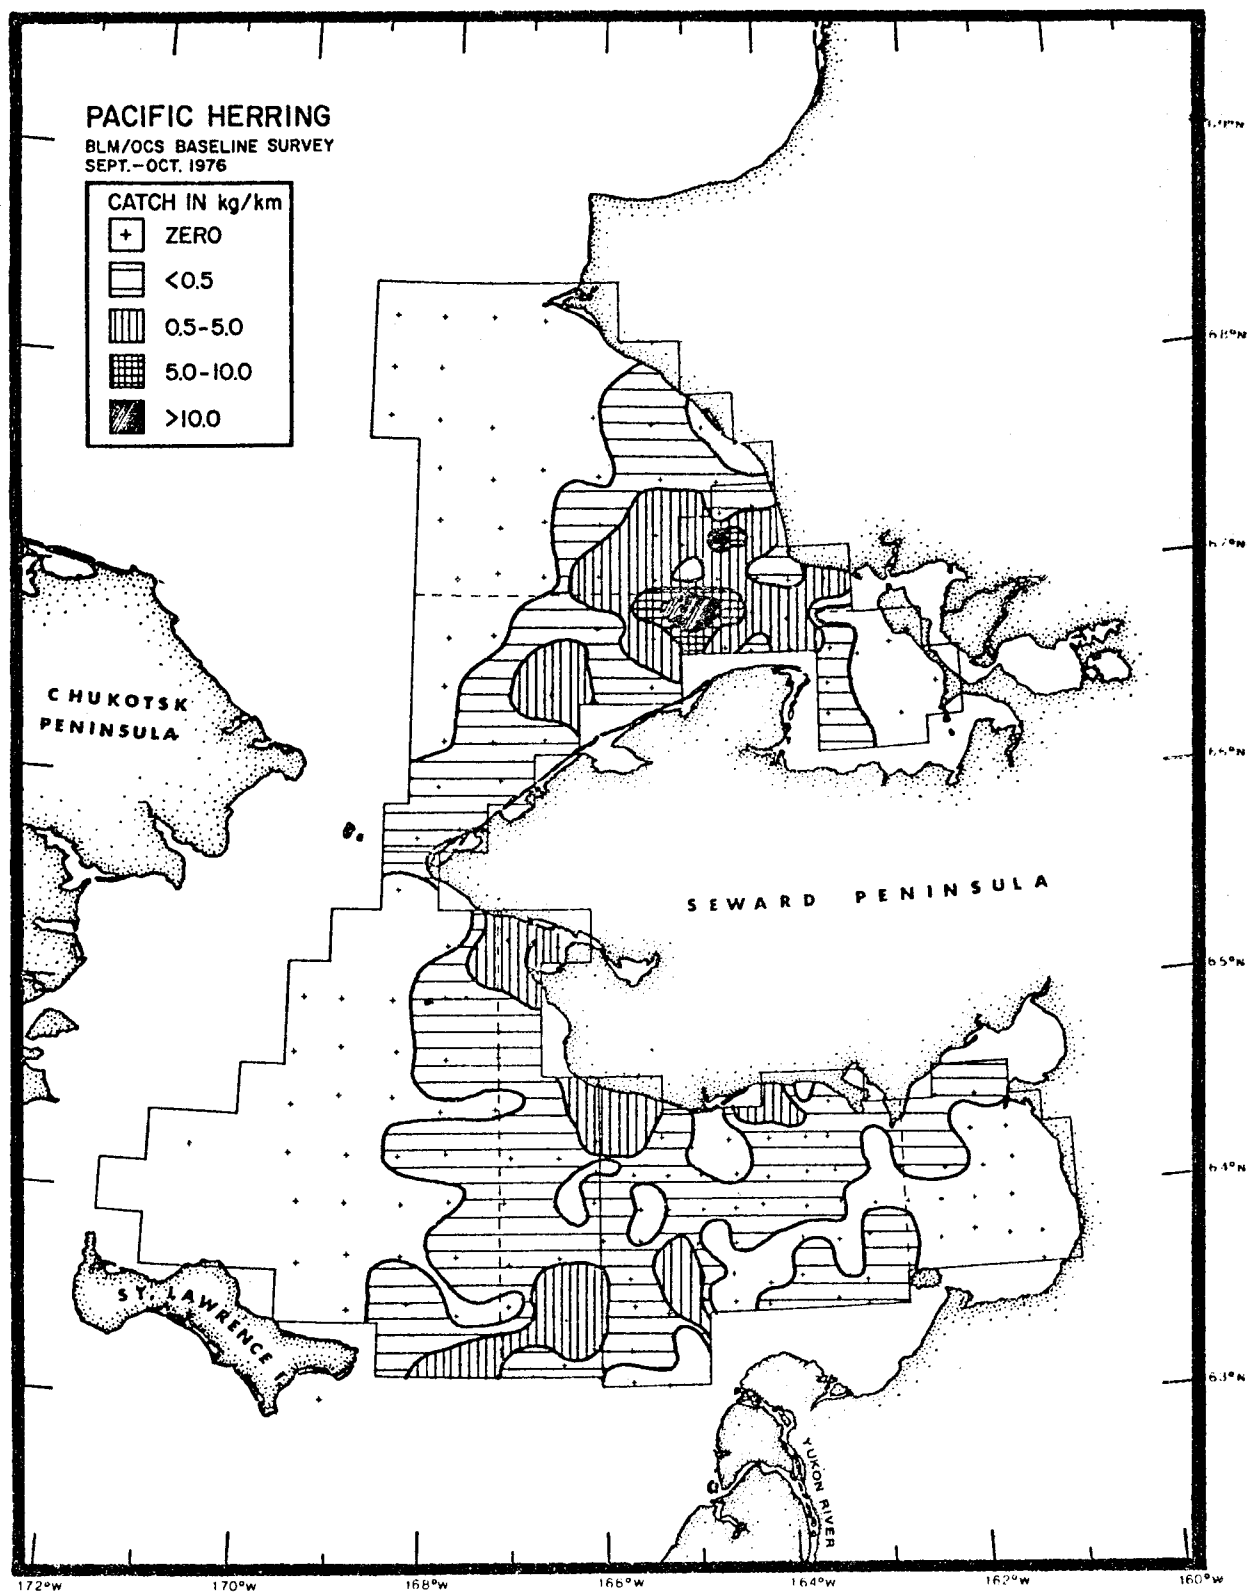 PACIFIC HERRING
BLM/OCS BASELINE SURVEY
SEPT.-OCT. 1976
CATCH IN kg/km
ZERO
<0.5
0.5-5.0
5.0-10.0
>10.0
68°N
67°N
CHUKOTSK
PENINSULA
66°N
SEWARD PENINSULA
65°N
64°N
ST. LAWRENCE I.
63°N
YUKON RIVER
172°W 170°W 168°W 166°W 164°W 162°W 160°W